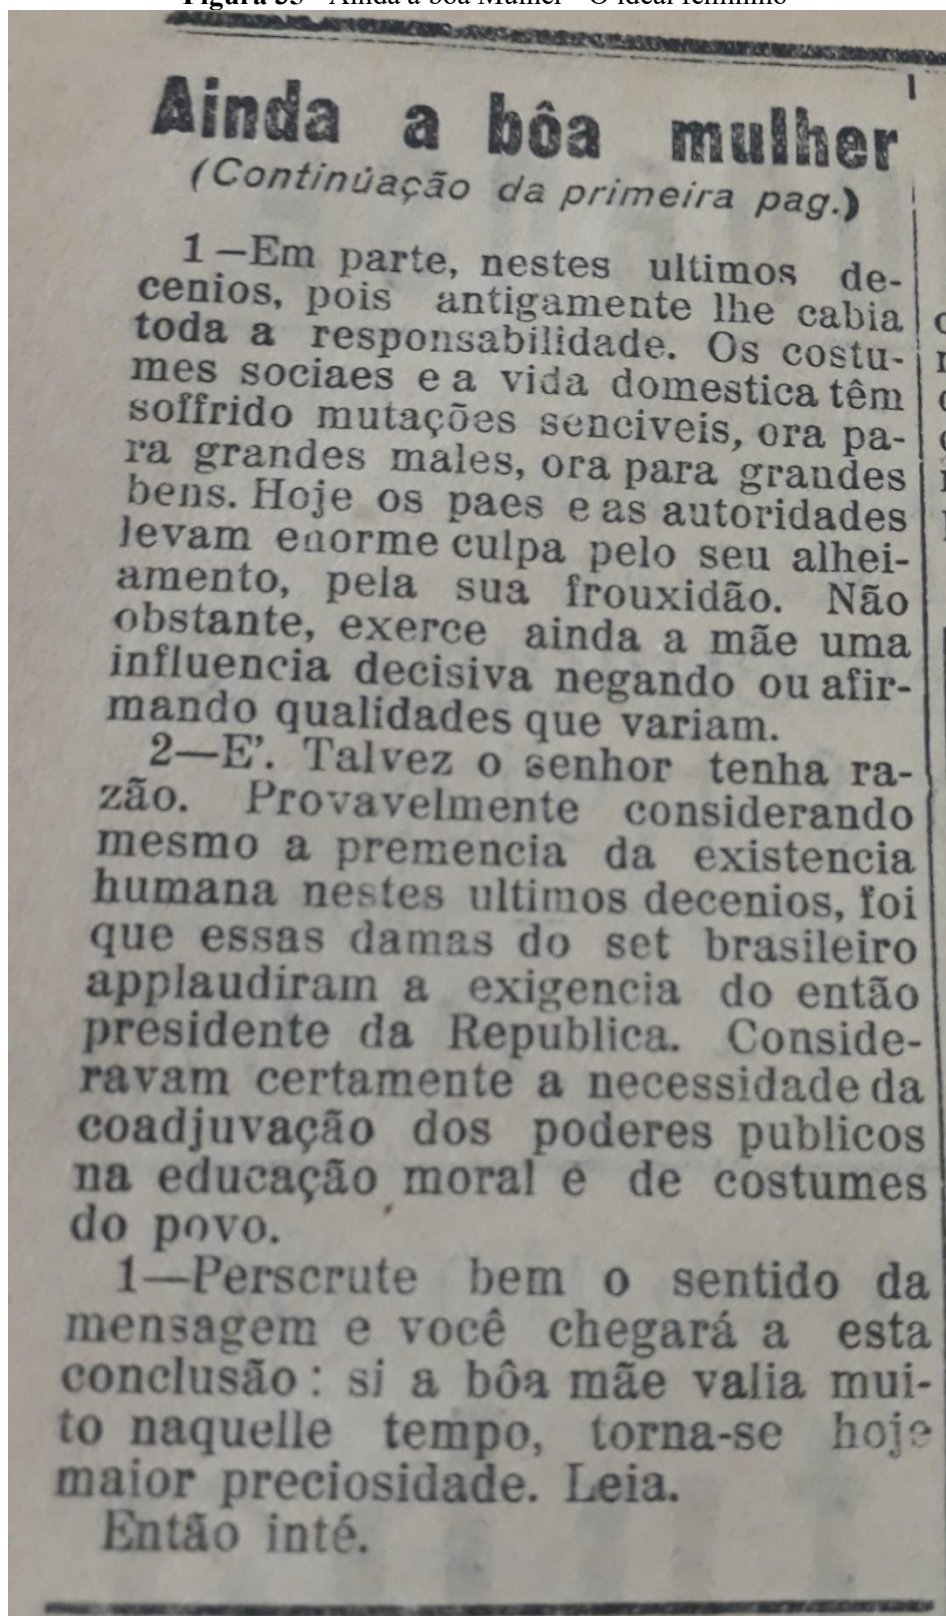 Ainda a bôa mulher
(Continúação da primeira pag.)
1—Em parte, nestes ultimos de-
cenios, pois antigamente lhe cabia
toda a responsabilidade. Os costu-
mes sociaes e a vida domestica têm
soffrido mutações senciveis, ora pa-
ra grandes males, ora para grandes
bens. Hoje os paes e as autoridades
levam enorme culpa pelo seu alhei-
amento, pela sua frouxidão. Não
obstante, exerce ainda a mãe uma
influencia decisiva negando ou afir-
mando qualidades que variam.
2—E'. Talvez o senhor tenha ra-
zão. Provavelmente considerando
mesmo a premencia da existencia
humana nestes ultimos decenios, foi
que essas damas do set brasileiro
applaudiram a exigencia do então
presidente da Republica. Conside-
ravam certamente a necessidade da
coadjuvação dos poderes publicos
na educação moral e de costumes
do povo.
1—Perscrute bem o sentido da
mensagem e você chegará a esta
conclusão: si a bôa mãe valia mui-
to naquelle tempo, torna-se hoje
maior preciosidade. Leia.
Então inté.